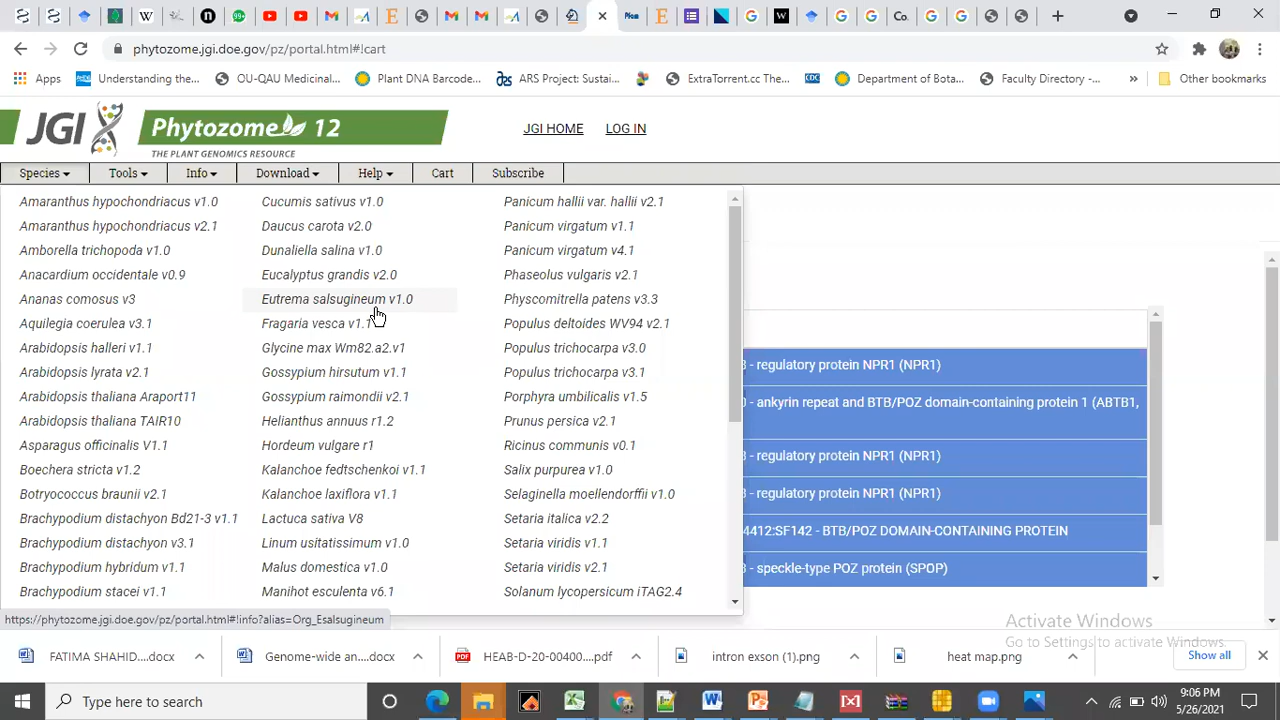 Co.
phytozome.jgi.doe.gov/pz/portal.html#!cart
Apps
Understanding the...
OU-QAU Medicinal...
Plant DNA Barcode...
ARS Project: Sustai...
ExtraTorrent.cc The...
CDC
Department of Bota...
Faculty Directory -...
Other bookmarks
JGI Phytozome 12
THE PLANT GENOMICS RESOURCE
JGI HOME LOG IN
Species Tools Info Download Help Cart Subscribe
Amaranthus hypochondriacus v1.0 Cucumis sativus v1.0 Panicum hallii var. hallii v2.1
Amaranthus hypochondriacus v2.1 Daucus carota v2.0 Panicum virgatum v1.1
Amborella trichopoda v1.0 Dunaliella salina v1.0 Panicum virgatum v4.1
Anacardium occidentale v0.9 Eucalyptus grandis v2.0 Phaseolus vulgaris v2.1
Ananas comosus v3 Eutrema salsugineum v1.0 Physcomitrella patens v3.3
Aquilegia coerulea v3.1 Fragaria vesca v1.1 Populus deltoides WV94 v2.1
Arabidopsis halleri v1.1 Glycine max Wm82.a2.v1 Populus trichocarpa v3.0
Arabidopsis lyrata v2.1 Gossypium hirsutum v1.1 Populus trichocarpa v3.1
Arabidopsis thaliana Araport11 Gossypium raimondii v2.1 Porphyra umbilicalis v1.5
Arabidopsis thaliana TAIR10 Helianthus annuus r1.2 Prunus persica v2.1
Asparagus officinalis V1.1 Hordeum vulgare r1 Ricinus communis v0.1
Boechera stricta v1.2 Kalanchoe fedtschenkoi v1.1 Salix purpurea v1.0
Botryococcus braunii v2.1 Kalanchoe laxiflora v1.1 Selaginella moellendorffii v1.0
Brachypodium distachyon Bd21-3 v1.1 Lactuca sativa V8 Setaria italica v2.2
Brachypodium distachyon v3.1 Linum usitatissimum v1.0 Setaria viridis v1.1
Brachypodium hybridum v1.1 Malus domestica v1.0 Setaria viridis v2.1
Brachypodium stacei v1.1 Manihot esculenta v6.1 Solanum lycopersicum iTAG2.4
- regulatory protein NPR1 (NPR1)
- ankyrin repeat and BTB/POZ domain-containing protein 1 (ABTB1,
- regulatory protein NPR1 (NPR1)
- regulatory protein NPR1 (NPR1)
4412:SF142 - BTB/POZ DOMAIN-CONTAINING PROTEIN
- speckle-type POZ protein (SPOP)
https://phytozome.jgi.doe.gov/pz/portal.html#!info?alias=Org_Esalsugineum
Activate Windows
Go to Settings to activate Windows.
FATIMA SHAHID.docx
Genome-wide an....docx
HEAD-D-20-00400....pdf
intron exson (1).png
heat map.png
Show all
Type here to search
9:06 PM
5/26/2021